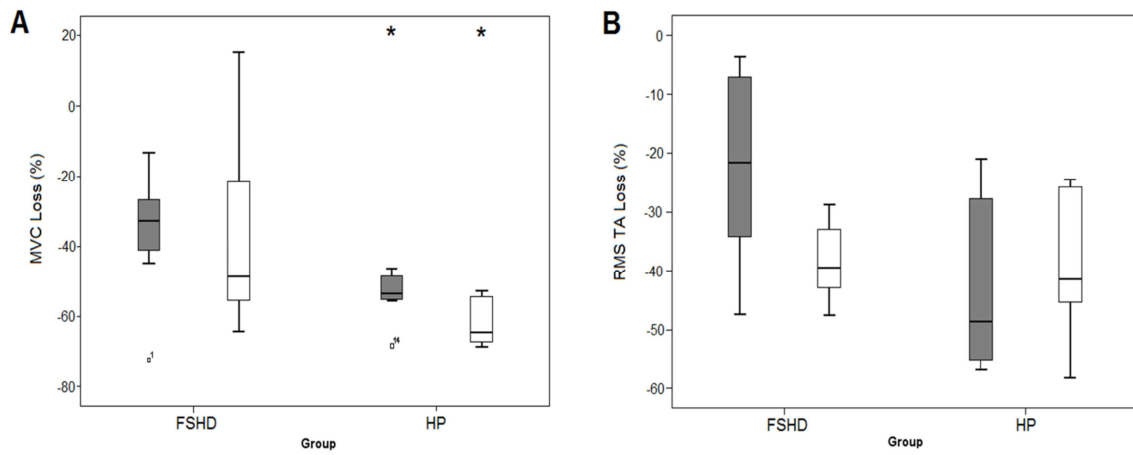 A
MVC Loss (%)
20
0
-20
-40
-60
-80
*
*
1
14
FSHD
HP
Group
B
RMS TA Loss (%)
0
-10
-20
-30
-40
-50
-60
FSHD
HP
Group